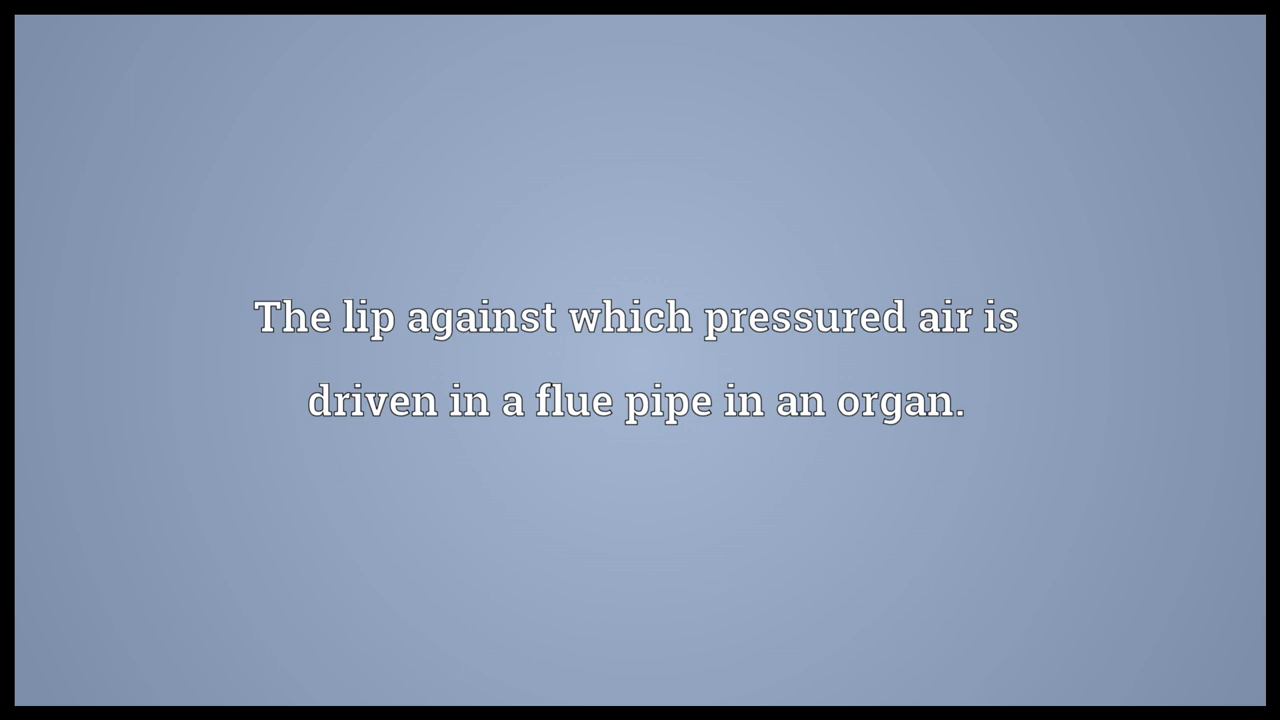 The lip against which pressured air is
driven in a flue pipe in an organ.